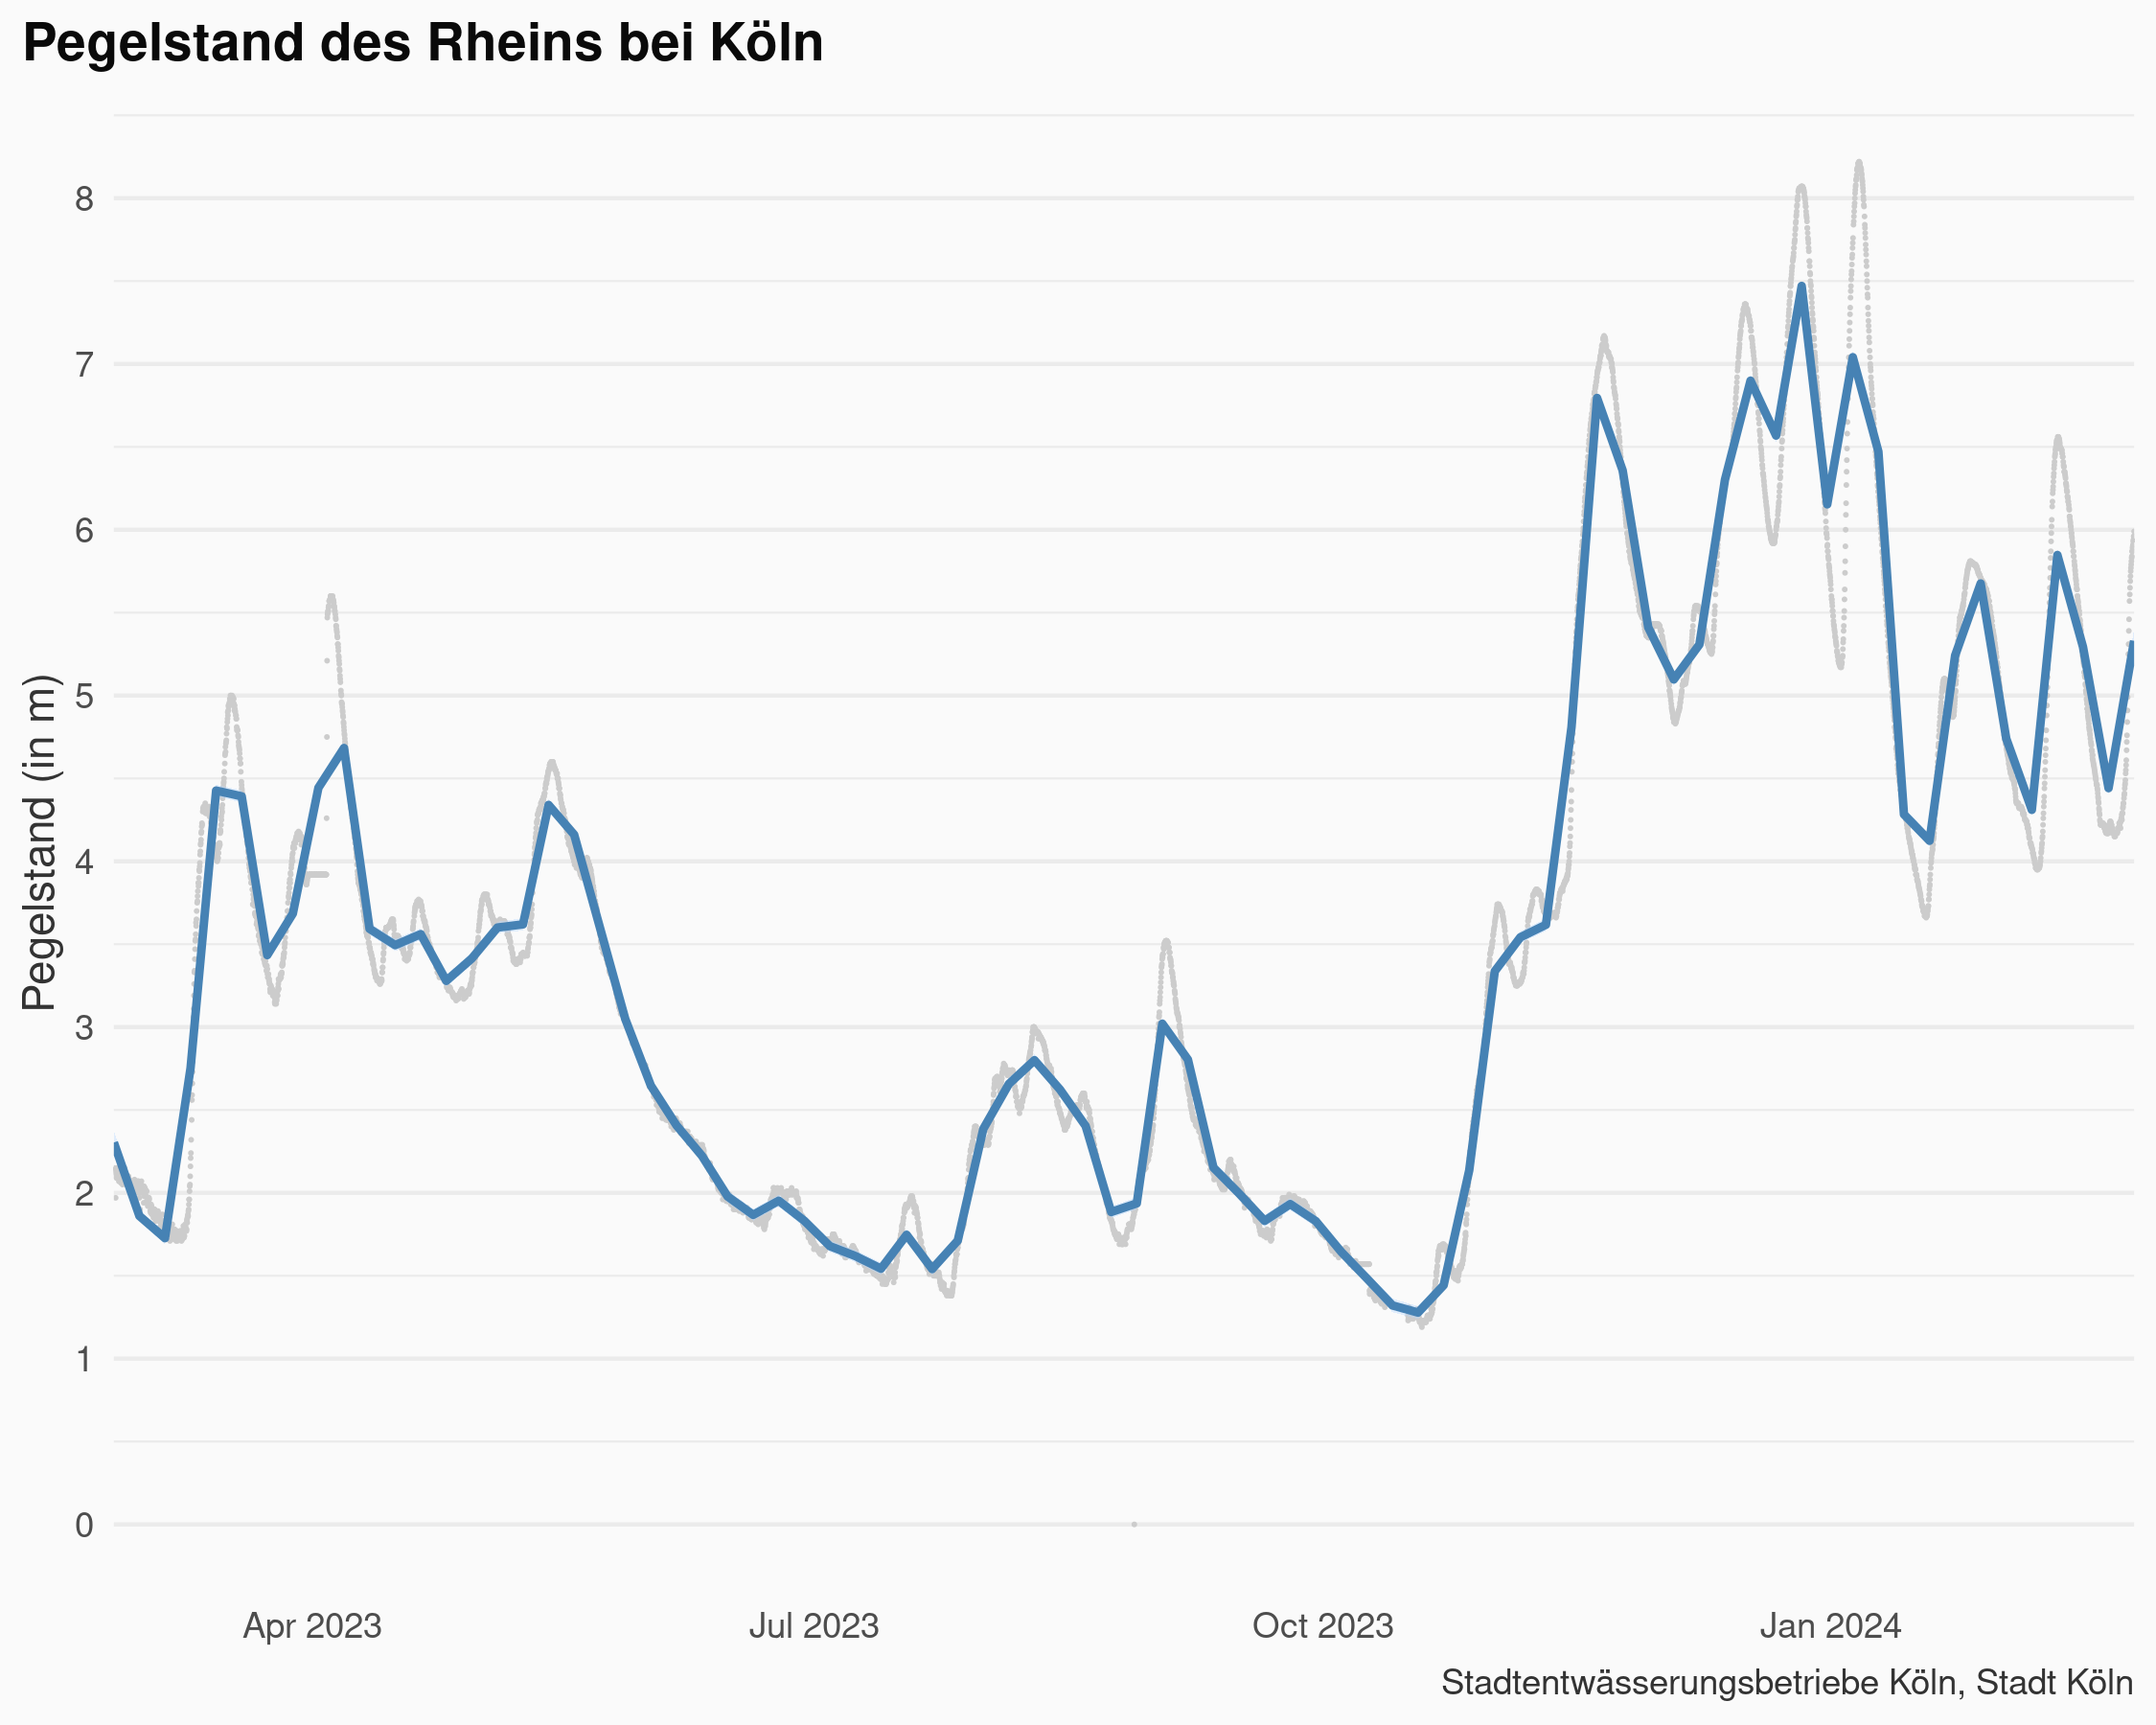 Pegelstand des Rheins bei Köln
Pegelstand (in m)
8
7
6
5
4
3
2
1
0
Apr 2023 Jul 2023 Oct 2023 Jan 2024
Stadtentwässerungsbetriebe Köln, Stadt Köln